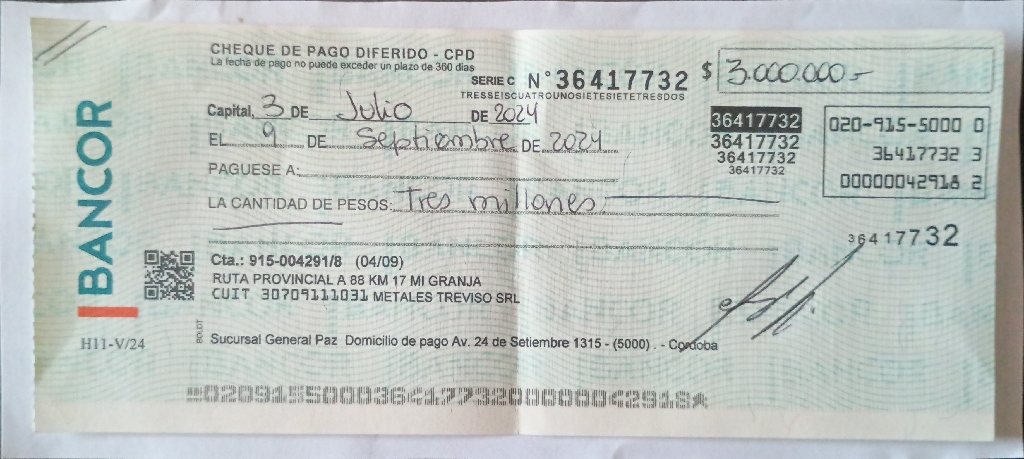 BANCOR
H11-V/24
CHEQUE DE PAGO DIFERIDO - CPD
La fecha de pago no puede exceder un plazo de 360 días
SERIE C N° 36417732
TRESSEISCUATROUNOSIETESIETETRESDOS
$ 3.000.000.-
Capital, 3 DE Julio DE 2024
EL 9 DE Septiembre DE 2024
PAGUESE A:
LA CANTIDAD DE PESOS: Tres millones
36417732
36417732
36417732
36417732
020-915-5000 0
36417732 3
00000042918 2
36417732
Cta.: 915-004291/8 (04/09)
RUTA PROVINCIAL A 88 KM 17 MI GRANJA
CUIT 30709111031 METALES TREVISO SRL
BOLDT
Sucursal General Paz Domicilio de pago Av. 24 de Setiembre 1315 - (5000) . - Cordoba
02091550003641773200000042918